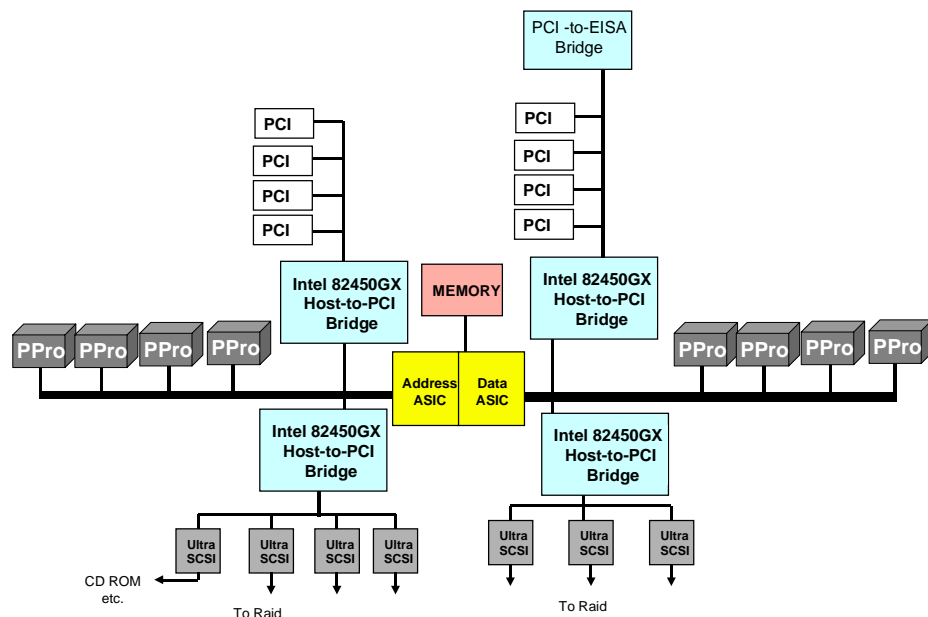 PCI -to-EISA
Bridge
PCI
PCI
PCI
PCI
PCI
PCI
PCI
PCI
Intel 82450GX
Host-to-PCI
Bridge
MEMORY
Intel 82450GX
Host-to-PCI
Bridge
PPro
PPro
PPro
PPro
PPro
PPro
PPro
PPro
Address
ASIC
Data
ASIC
Intel 82450GX
Host-to-PCI
Bridge
Intel 82450GX
Host-to-PCI
Bridge
Ultra
SCSI
Ultra
SCSI
Ultra
SCSI
Ultra
SCSI
Ultra
SCSI
Ultra
SCSI
Ultra
SCSI
CD ROM
etc.
To Raid
To Raid